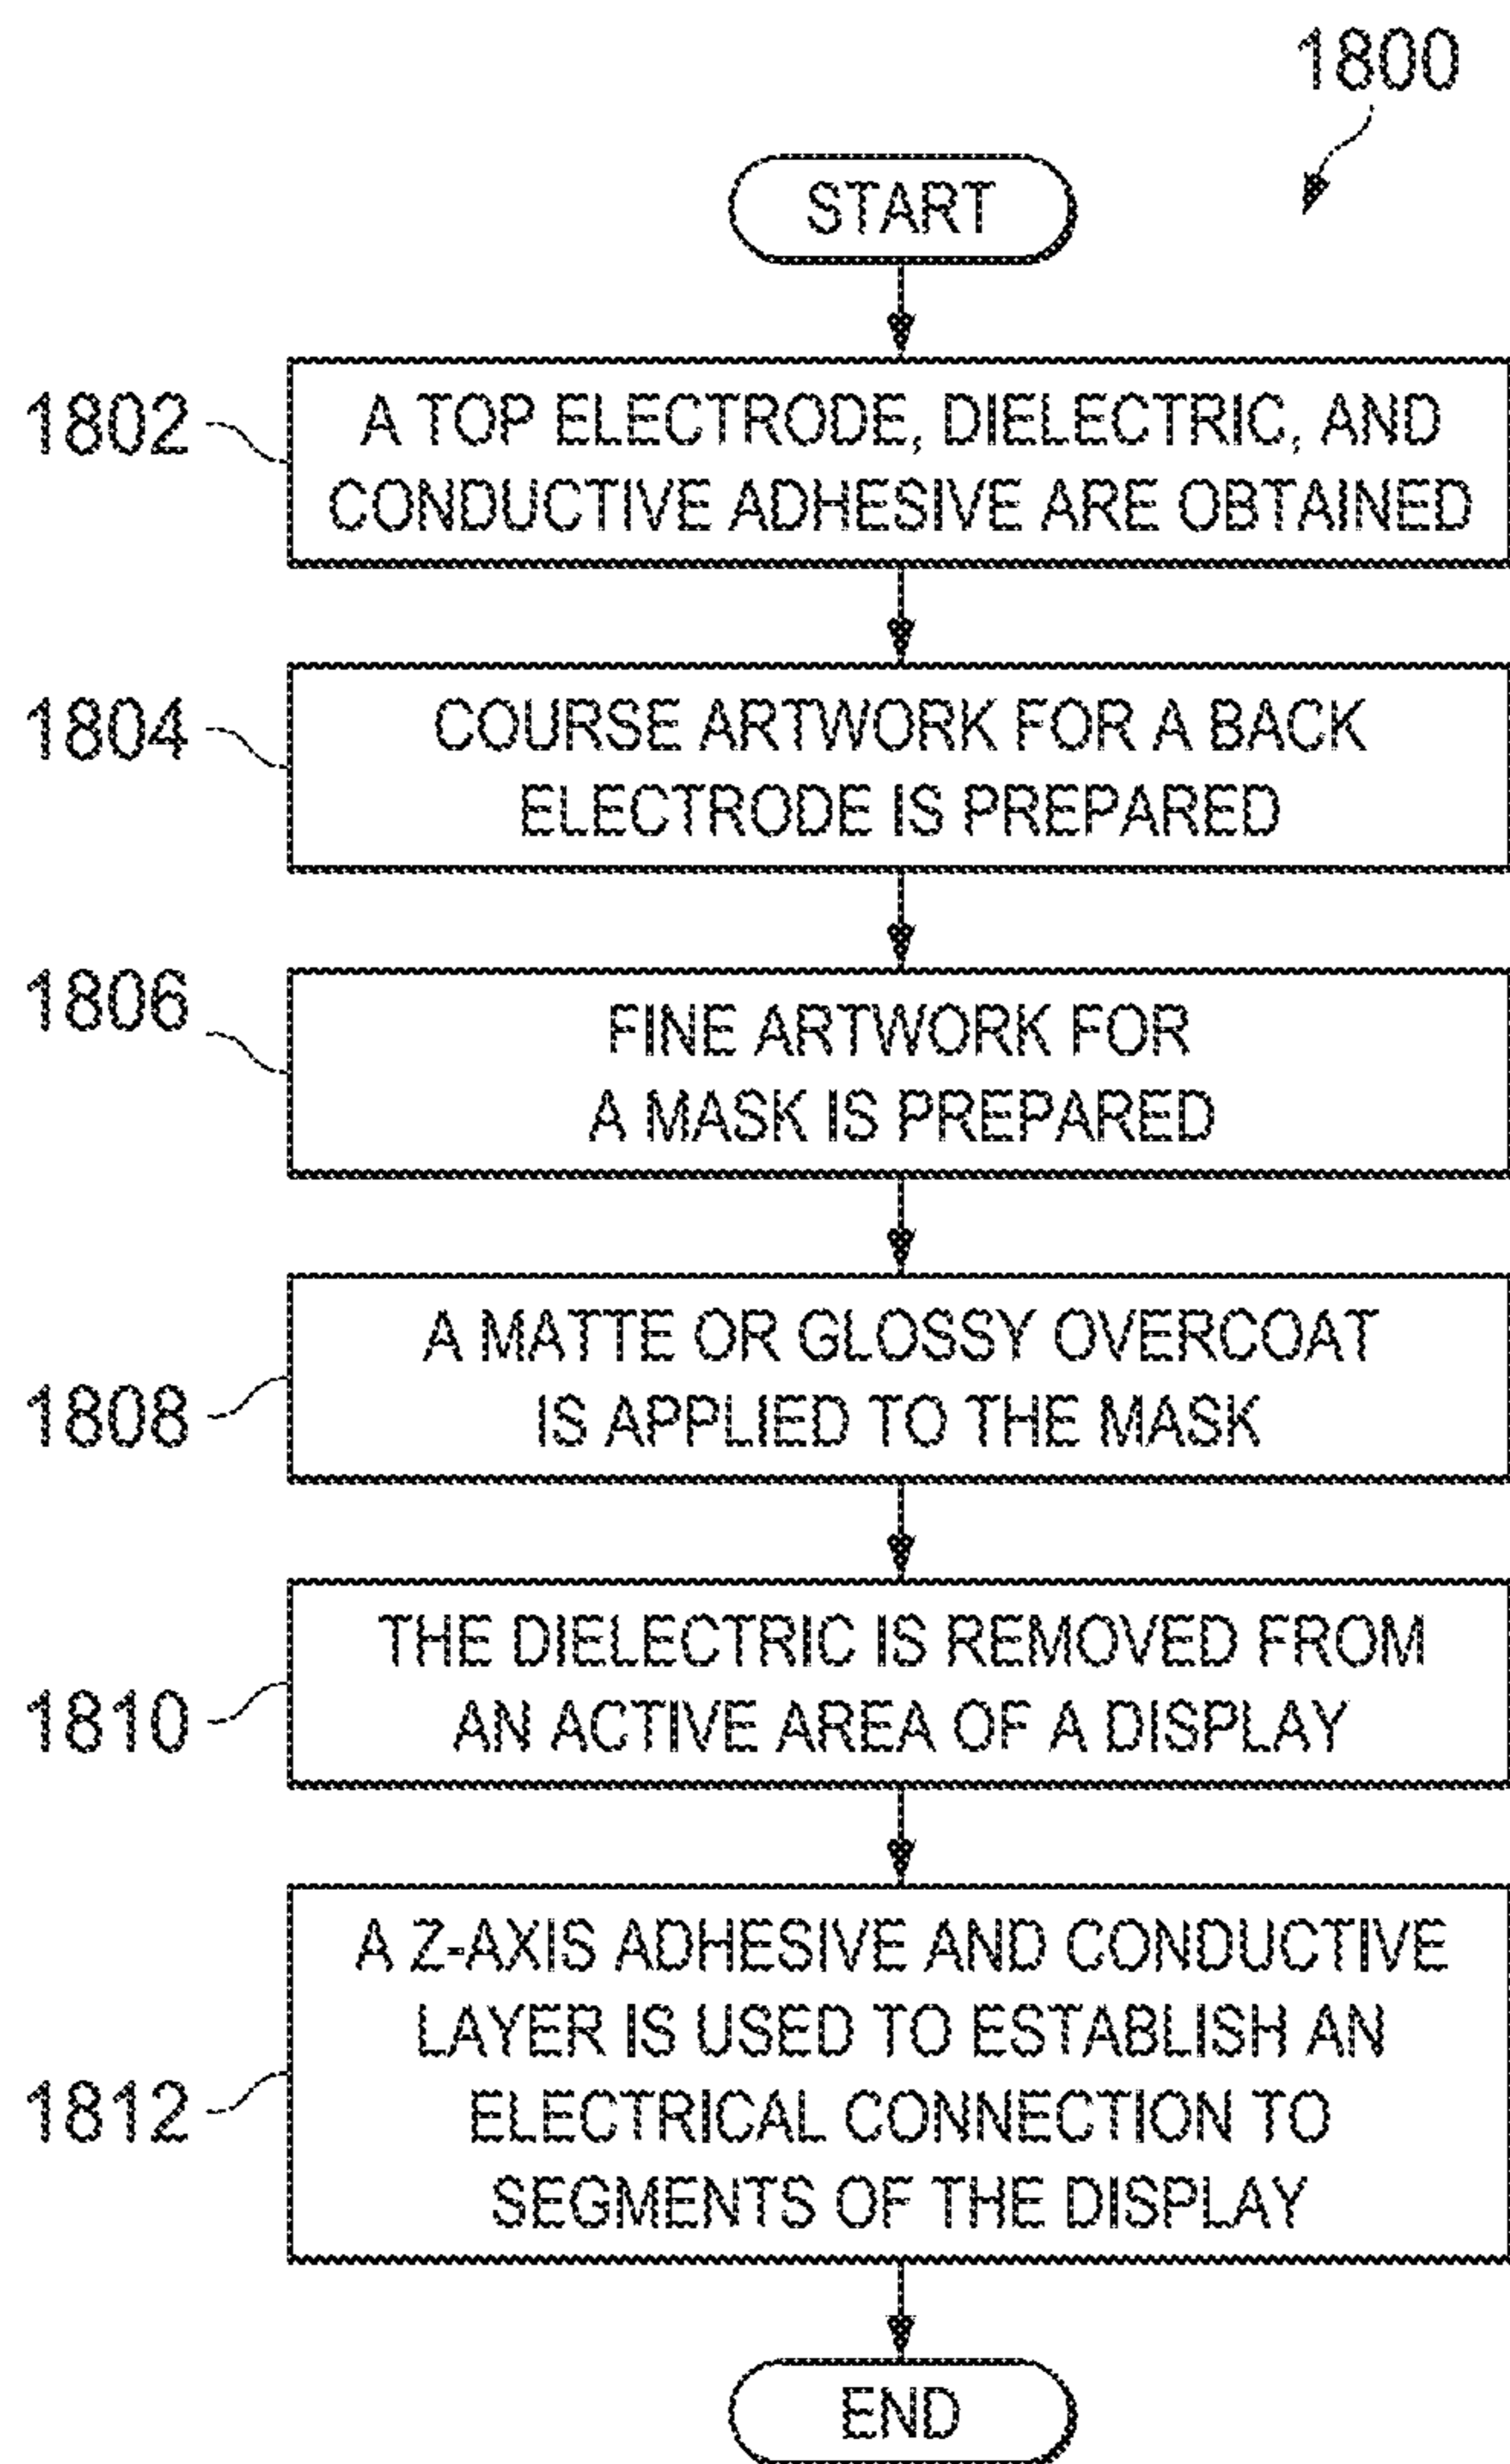 1800
START
1802
A TOP ELECTRODE, DIELECTRIC, AND
CONDUCTIVE ADHESIVE ARE OBTAINED
1804
COURSE ARTWORK FOR A BACK
ELECTRODE IS PREPARED
1806
FINE ARTWORK FOR
A MASK IS PREPARED
1808
A MATTE OR GLOSSY OVERCOAT
IS APPLIED TO THE MASK
1810
THE DIELECTRIC IS REMOVED FROM
AN ACTIVE AREA OF A DISPLAY
1812
A Z-AXIS ADHESIVE AND CONDUCTIVE
LAYER IS USED TO ESTABLISH AN
ELECTRICAL CONNECTION TO
SEGMENTS OF THE DISPLAY
END